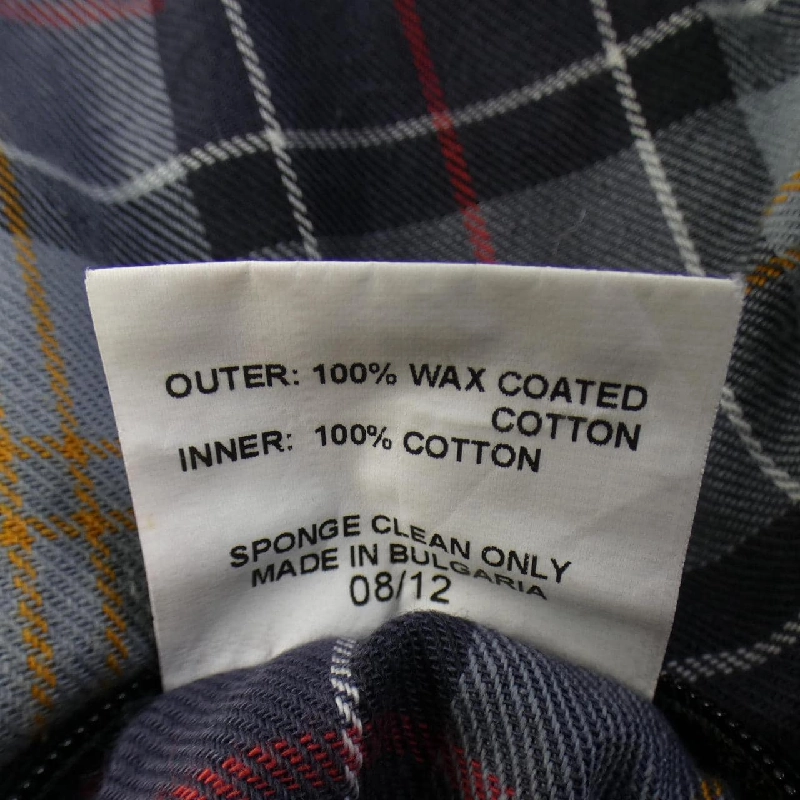 OUTER: 100% WAX COATED
COTTON
INNER: 100% COTTON
SPONGE CLEAN ONLY
MADE IN BULGARIA
08/12